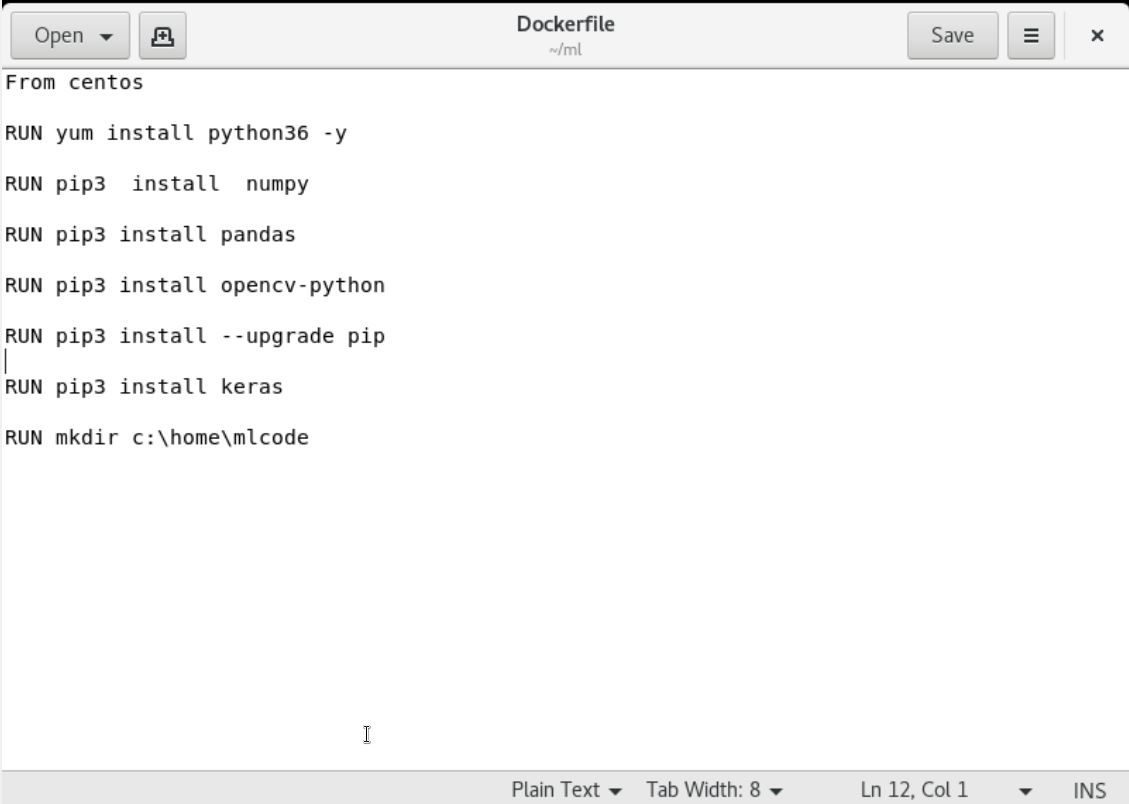 Open
Dockerfile
~/ml
Save
From centos
RUN yum install python36 -y
RUN pip3  install  numpy
RUN pip3 install pandas
RUN pip3 install opencv-python
RUN pip3 install --upgrade pip
RUN pip3 install keras
RUN mkdir c:\home\mlcode
Plain Text Tab Width: 8 Ln 12, Col 1 INS